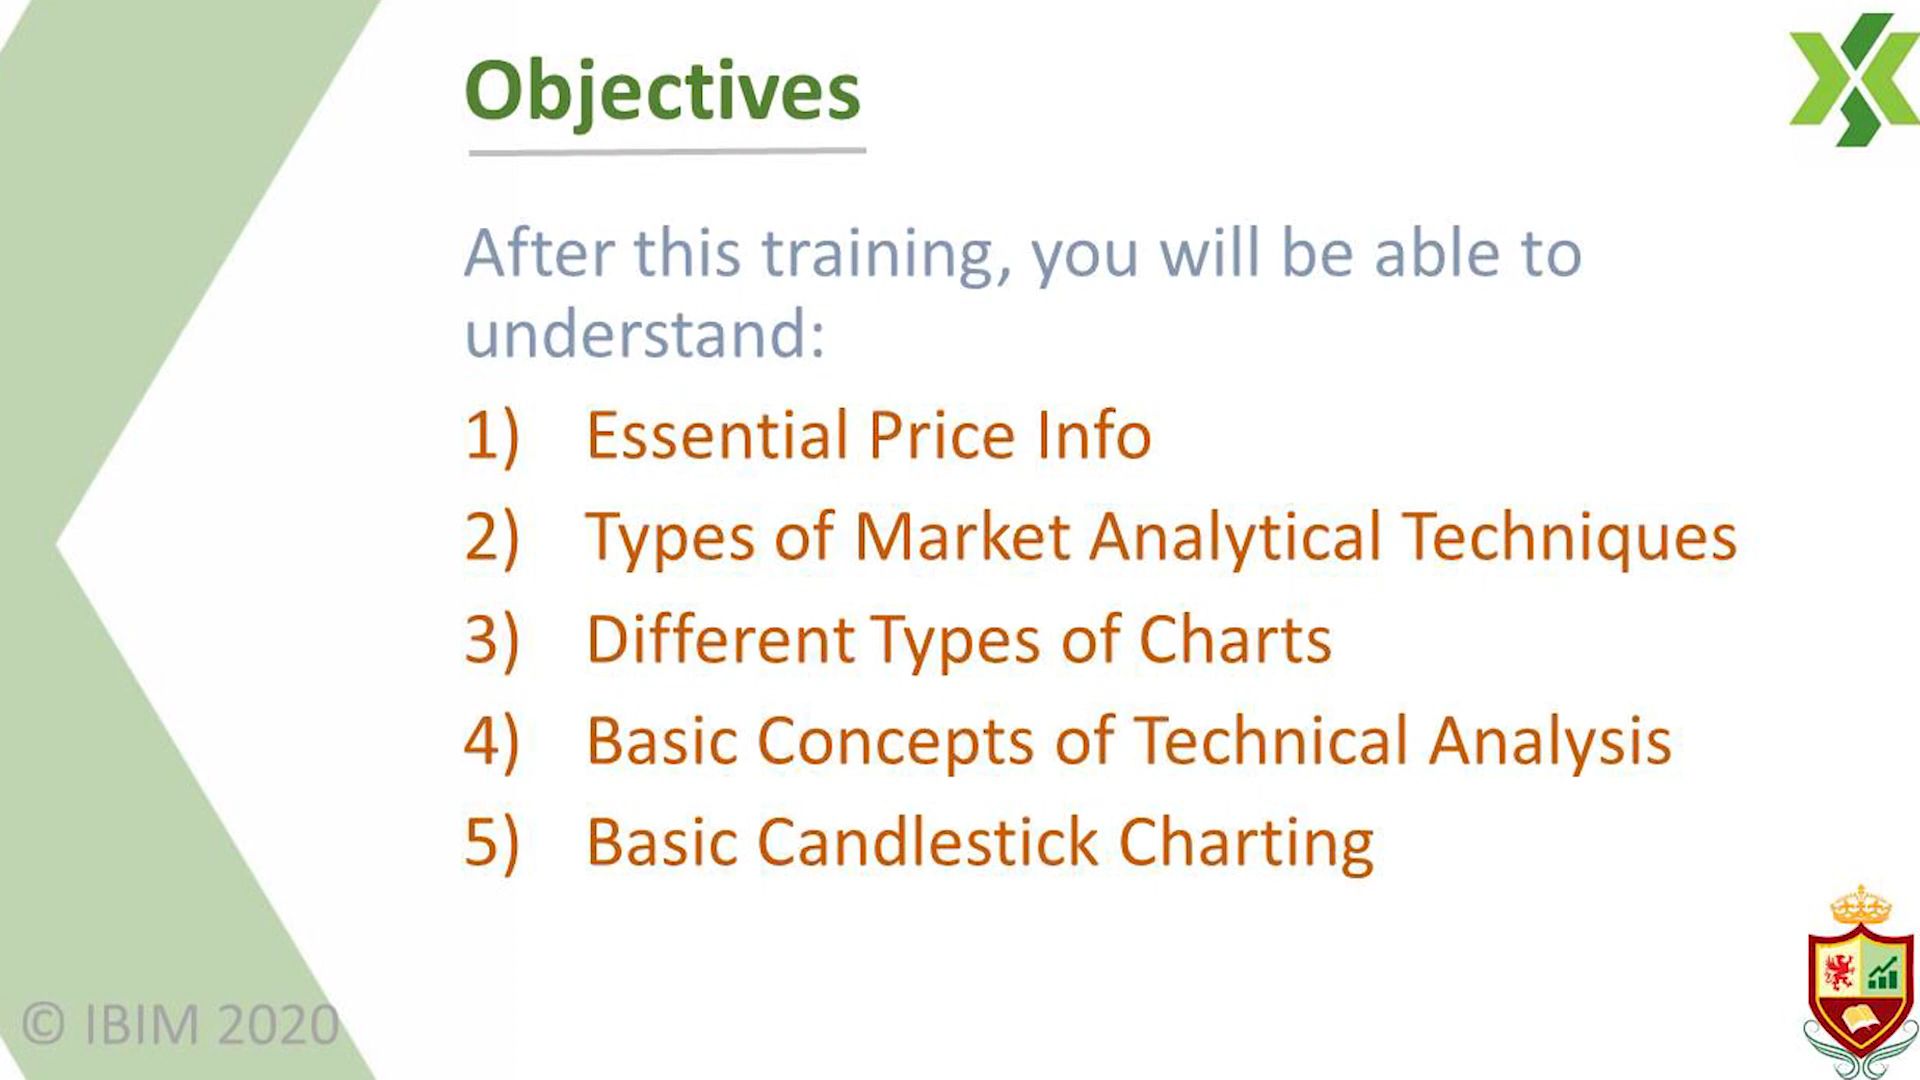 Objectives
After this training, you will be able to
understand:
1) Essential Price Info
2) Types of Market Analytical Techniques
3) Different Types of Charts
4) Basic Concepts of Technical Analysis
5) Basic Candlestick Charting
© IBIM 2020